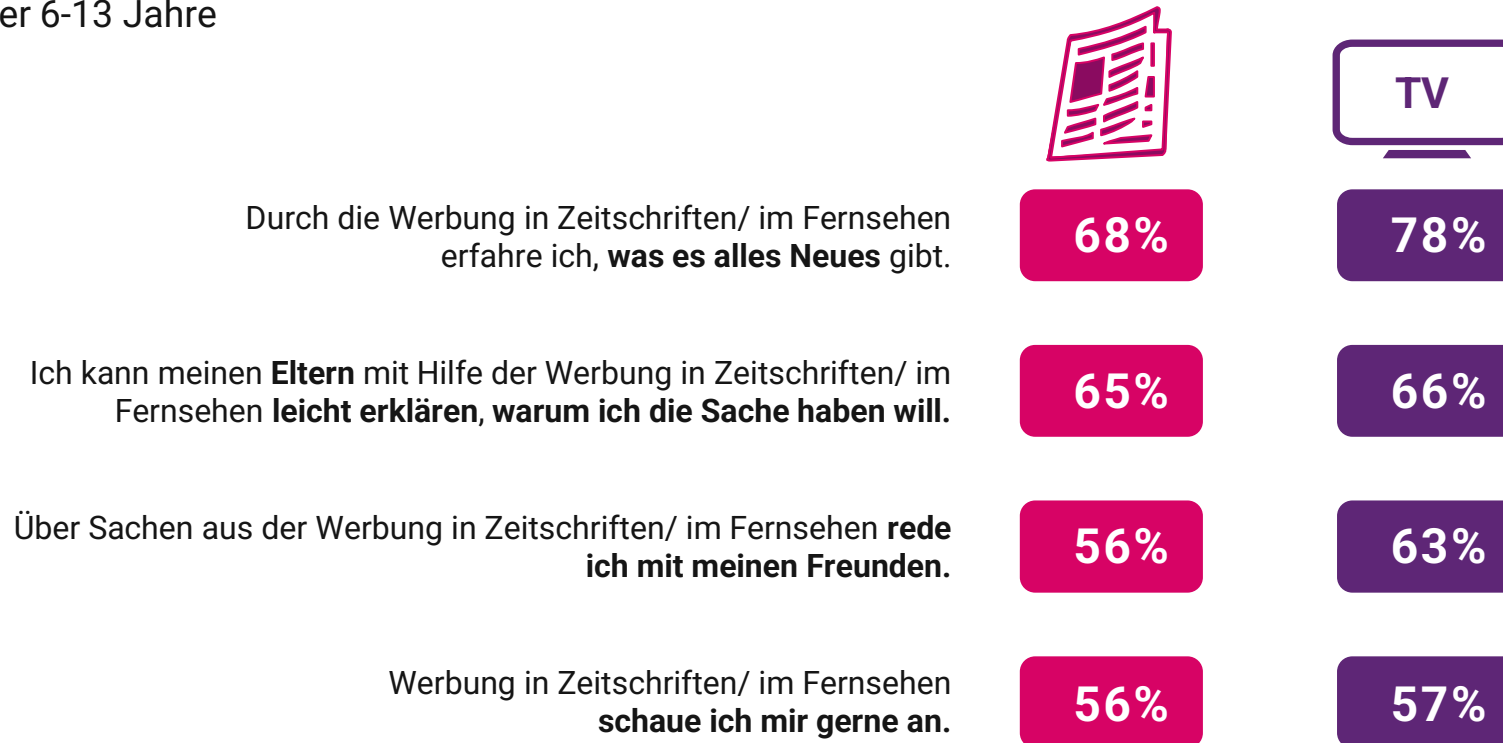 er 6-13 Jahre
TV
Durch die Werbung in Zeitschriften/ im Fernsehen
erfahre ich, was es alles Neues gibt.
68%
78%
Ich kann meinen Eltern mit Hilfe der Werbung in Zeitschriften/ im
Fernsehen leicht erklären, warum ich die Sache haben will.
65%
66%
Über Sachen aus der Werbung in Zeitschriften/ im Fernsehen rede
ich mit meinen Freunden.
56%
63%
Werbung in Zeitschriften/ im Fernsehen
schaue ich mir gerne an.
56%
57%